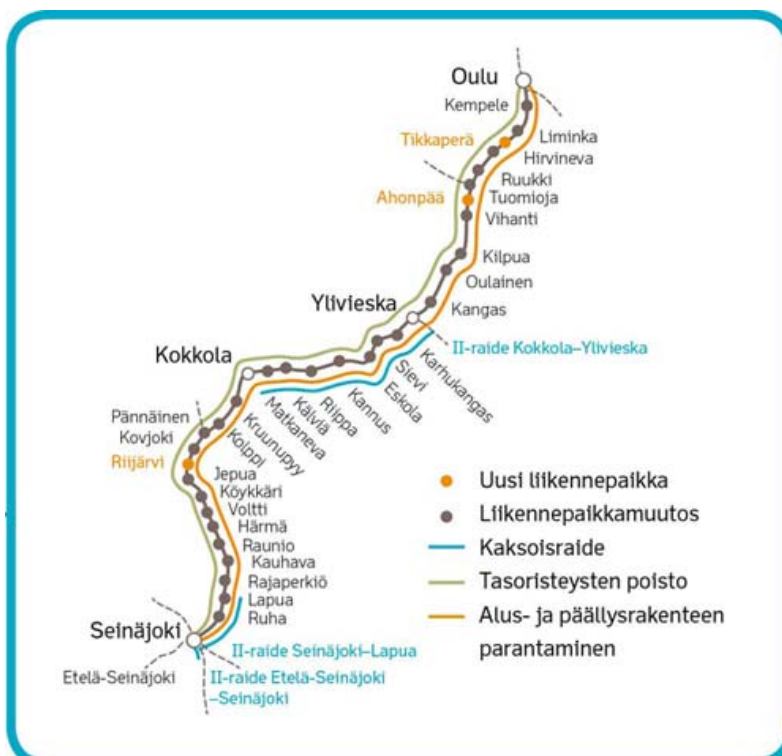 Oulu
Kempele
Tikkaperä
Liminka
Hirvineva
Ruukki
Ahonpää
Tuomioja
Vihanti
Kilpua
Oulainen
Ylivieska
Kangas
II-raide Kokkola–Ylivieska
Kokkola
Karhukangas
Sievi
Eskola
Kannus
Riippa
Kälviä
Matkaneva
Kruunupyy
Kolppi
Pännäinen
Kovjoki
Riijärvi
Jepua
Köykkäri
Voltti
Härmä
Raunio
Kauhava
Rajaperkiö
Lapua
Ruha
Seinäjoki
II-raide Seinäjoki–Lapua
Etelä-Seinäjoki
II-raide Etelä-Seinäjoki
–Seinäjoki
Uusi liikennepaikka
Liikennepaikkamuutos
Kaksoisraide
Tasoristeysten poisto
Alus- ja päällysrakenteen
parantaminen